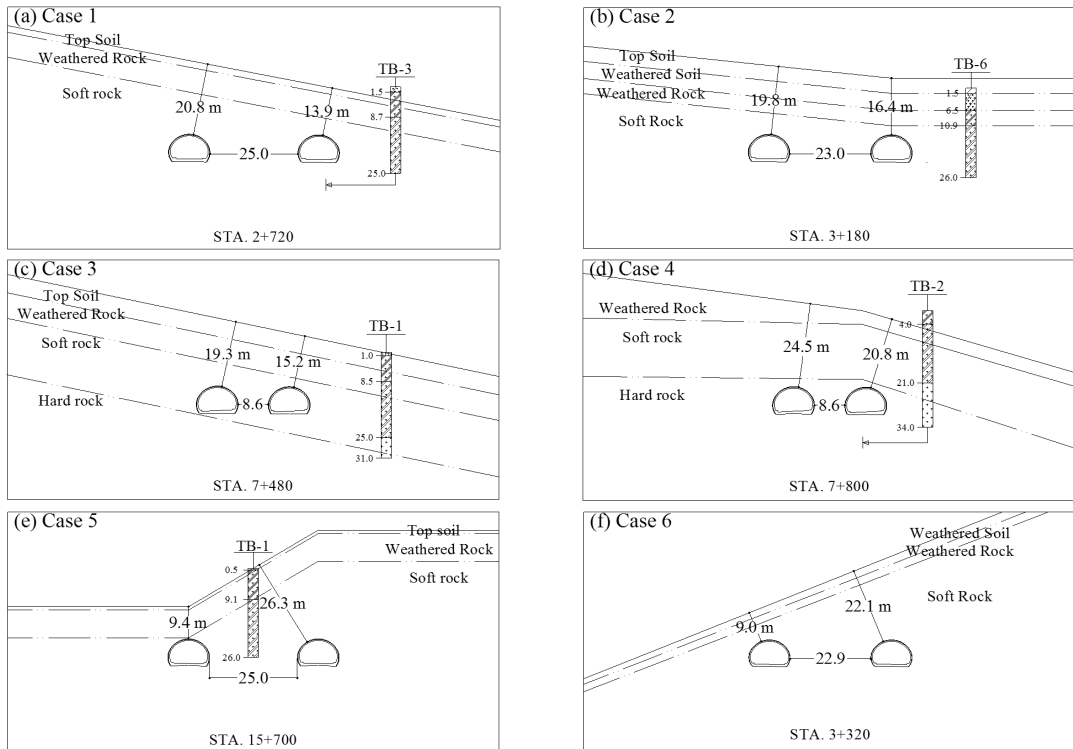 (a) Case 1
Top Soil
Weathered Rock
Soft rock
20.8 m
13.9 m
25.0
TB-3
1.5
8.7
25.0
STA. 2+720
(b) Case 2
Top Soil
Weathered Soil
Weathered Rock
Soft Rock
19.8 m
16.4 m
23.0
TB-6
1.5
6.5
10.9
26.0
STA. 3+180
(c) Case 3
Top Soil
Weathered Rock
Soft rock
Hard rock
19.3 m
15.2 m
8.6
TB-1
1.0
8.5
25.0
31.0
STA. 7+480
(d) Case 4
Weathered Rock
Soft rock
Hard rock
24.5 m
20.8 m
8.6
TB-2
4.0
21.0
34.0
STA. 7+800
(e) Case 5
Top soil
Weathered Rock
Soft rock
TB-1
0.5
9.1
26.0
9.4 m
26.3 m
25.0
STA. 15+700
(f) Case 6
Weathered Soil
Weathered Rock
Soft Rock
9.0 m
22.1 m
22.9
STA. 3+320